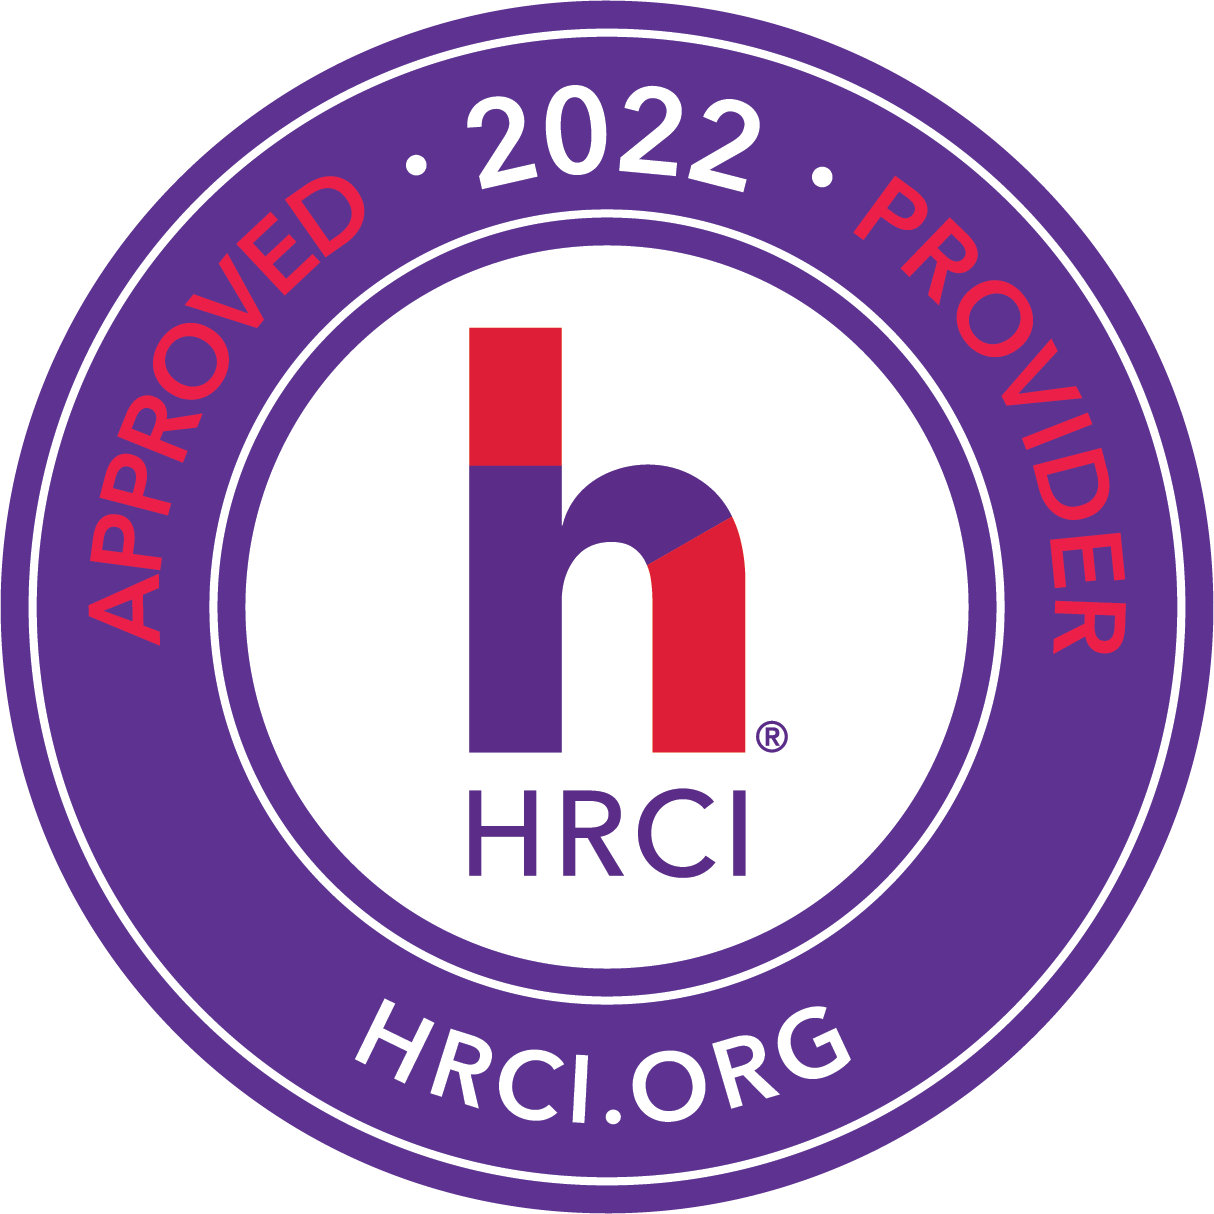 APPROVED · 2022 · PROVIDER
h®
HRCI
HRCI.ORG